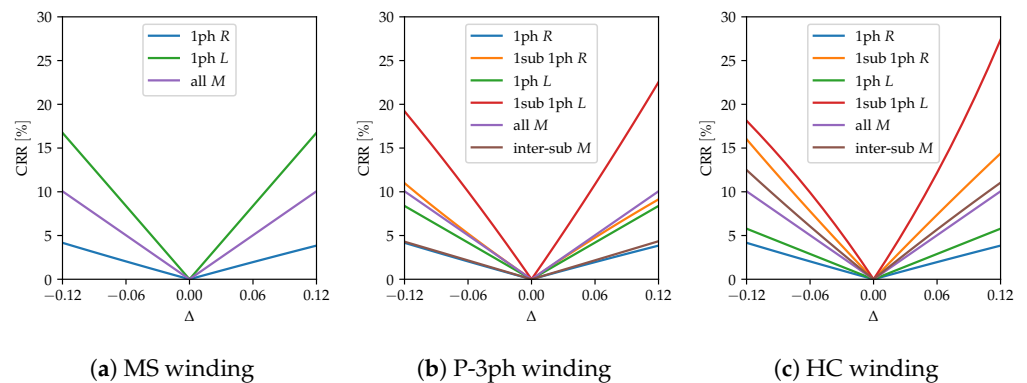 30
25
20
15
10
5
0
CRR [%]
−0.12
−0.06
0.00
0.06
0.12
Δ
1ph R
1ph L
all M
(a) MS winding
30
25
20
15
10
5
0
CRR [%]
−0.12
−0.06
0.00
0.06
0.12
Δ
1ph R
1sub 1ph R
1ph L
1sub 1ph L
all M
inter-sub M
(b) P-3ph winding
30
25
20
15
10
5
0
CRR [%]
−0.12
−0.06
0.00
0.06
0.12
Δ
1ph R
1sub 1ph R
1ph L
1sub 1ph L
all M
inter-sub M
(c) HC winding